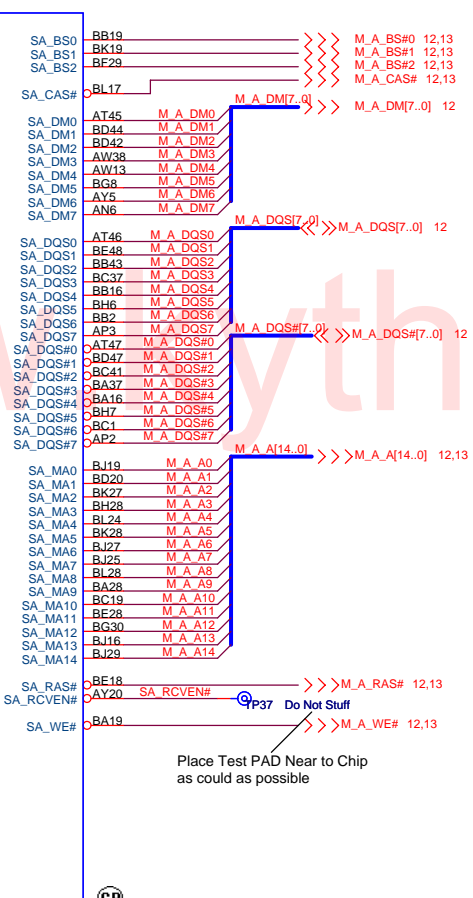 SA_BS0 BB19 M_A_BS#0 12,13
SA_BS1 BK19 M_A_BS#1 12,13
SA_BS2 BF29 M_A_BS#2 12,13
SA_CAS# BL17 M_A_CAS# 12,13
M_A_DM[7..0] M_A_DM[7..0] 12
SA_DM0 AT45 M_A_DM0
SA_DM1 BD44 M_A_DM1
SA_DM2 BD42 M_A_DM2
SA_DM3 AW38 M_A_DM3
SA_DM4 AW13 M_A_DM4
SA_DM5 BG8 M_A_DM5
SA_DM6 AY5 M_A_DM6
SA_DM7 AN6 M_A_DM7
M_A_DQS[7..0] M_A_DQS[7..0] 12
SA_DQS0 AT46 M_A_DQS0
SA_DQS1 BE48 M_A_DQS1
SA_DQS2 BB43 M_A_DQS2
SA_DQS3 BC37 M_A_DQS3
SA_DQS4 BB16 M_A_DQS4
SA_DQS5 BH6 M_A_DQS5
SA_DQS6 BB2 M_A_DQS6
SA_DQS7 AP3 M_A_DQS7
M_A_DQS#[7..0] M_A_DQS#[7..0] 12
SA_DQS#0 AT47 M_A_DQS#0
SA_DQS#1 BD47 M_A_DQS#1
SA_DQS#2 BC41 M_A_DQS#2
SA_DQS#3 BA37 M_A_DQS#3
SA_DQS#4 BA16 M_A_DQS#4
SA_DQS#5 BH7 M_A_DQS#5
SA_DQS#6 BC1 M_A_DQS#6
SA_DQS#7 AP2 M_A_DQS#7
M_A_A[14..0] M_A_A[14..0] 12,13
SA_MA0 BJ19 M_A_A0
SA_MA1 BD20 M_A_A1
SA_MA2 BK27 M_A_A2
SA_MA3 BH28 M_A_A3
SA_MA4 BL24 M_A_A4
SA_MA5 BK28 M_A_A5
SA_MA6 BJ27 M_A_A6
SA_MA7 BJ25 M_A_A7
SA_MA8 BL28 M_A_A8
SA_MA9 BA28 M_A_A9
SA_MA10 BC19 M_A_A10
SA_MA11 BE28 M_A_A11
SA_MA12 BG30 M_A_A12
SA_MA13 BJ16 M_A_A13
SA_MA14 BJ29 M_A_A14
SA_RAS# BE18 M_A_RAS# 12,13
SA_RCVEN# AY20 SA_RCVEN# TP37 Do Not Stuff
SA_WE# BA19 M_A_WE# 12,13
Place Test PAD Near to Chip
as could as possible